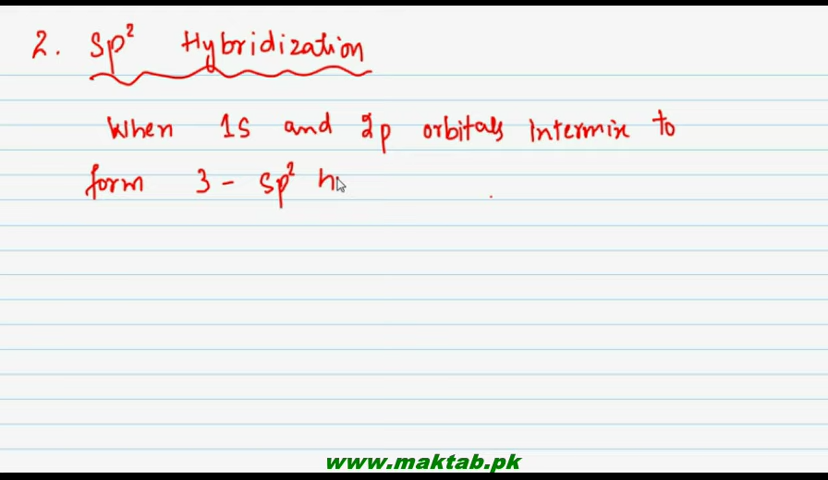 2. Sp² Hybridization
When 1S and 2p orbitals Intermix to
form 3 - Sp² h
www.maktab.pk